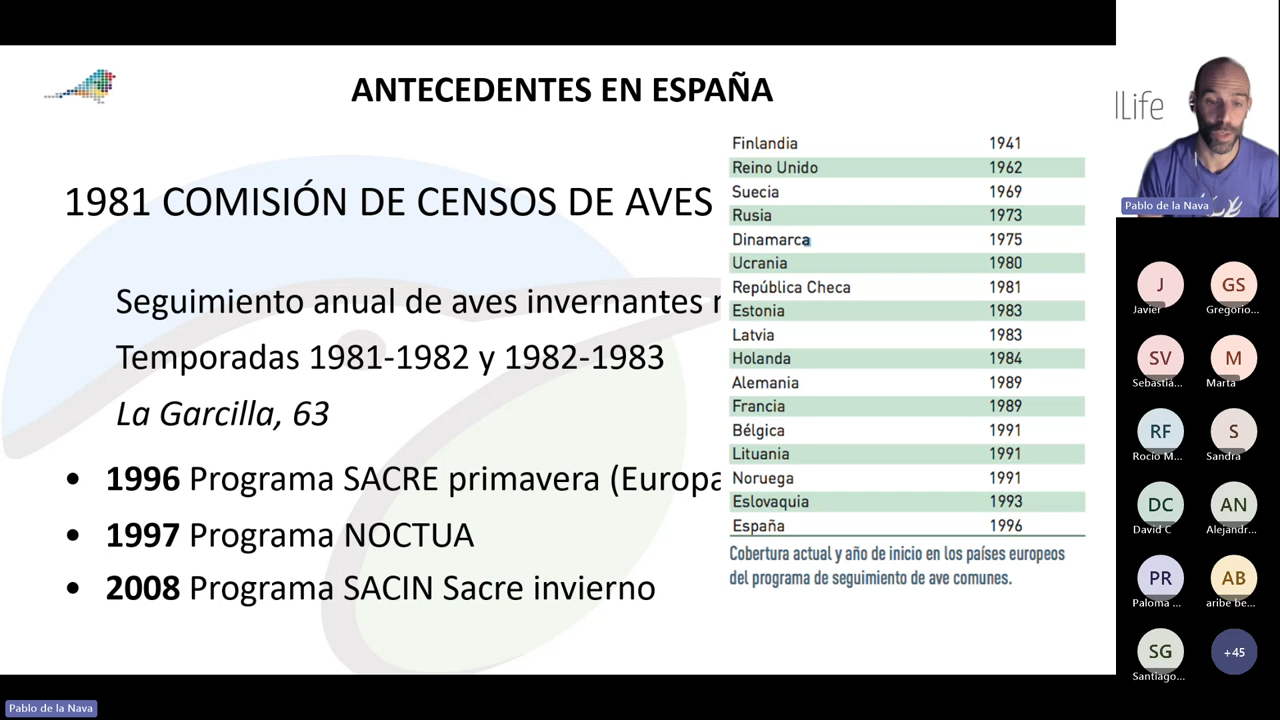 ANTECEDENTES EN ESPAÑA
1981 COMISIÓN DE CENSOS DE AVES
Seguimiento anual de aves invernantes
Temporadas 1981-1982 y 1982-1983
La Garcilla, 63
• 1996 Programa SACRE primavera (Europa
• 1997 Programa NOCTUA
• 2008 Programa SACIN Sacre invierno
Finlandia 1941
Reino Unido 1962
Suecia 1969
Rusia 1973
Dinamarca 1975
Ucrania 1980
República Checa 1981
Estonia 1983
Latvia 1983
Holanda 1984
Alemania 1989
Francia 1989
Bélgica 1991
Lituania 1991
Noruega 1991
Eslovaquia 1993
España 1996
Cobertura actual y año de inicio en los países europeos
del programa de seguimiento de ave comunes.
Life
Pablo de la Nava
J GS
Javier Gregorio...
SV M
Sebastiá... Marta
RF S
Rocío M... Sandra
DC AN
David C Alejandr...
PR AB
Paloma ... aribe be...
SG +45
Santiago...
Pablo de la Nava